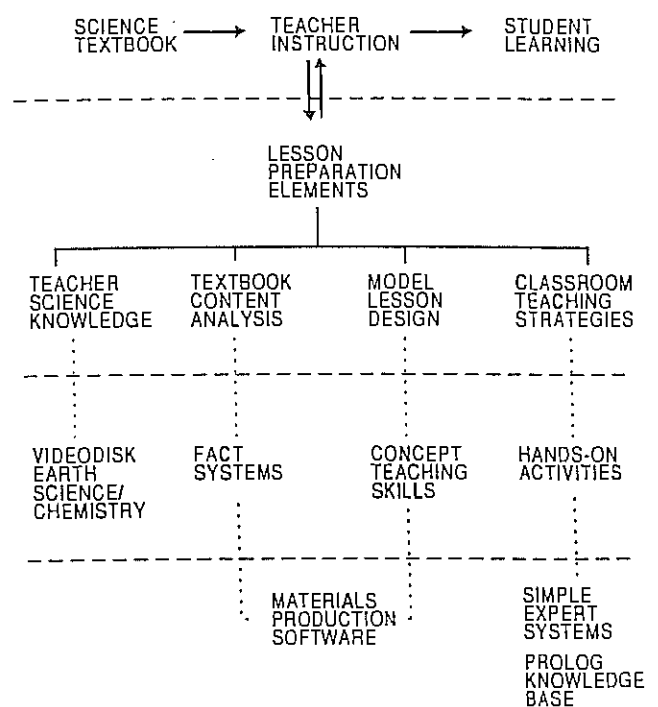 SCIENCE
TEXTBOOK
TEACHER
INSTRUCTION
STUDENT
LEARNING
LESSON
PREPARATION
ELEMENTS
TEACHER
SCIENCE
KNOWLEDGE
TEXTBOOK
CONTENT
ANALYSIS
MODEL
LESSON
DESIGN
CLASSROOM
TEACHING
STRATEGIES
VIDEODISK
EARTH
SCIENCE/
CHEMISTRY
FACT
SYSTEMS
CONCEPT
TEACHING
SKILLS
HANDS-ON
ACTIVITIES
MATERIALS
PRODUCTION
SOFTWARE
SIMPLE
EXPERT
SYSTEMS
PROLOG
KNOWLEDGE
BASE